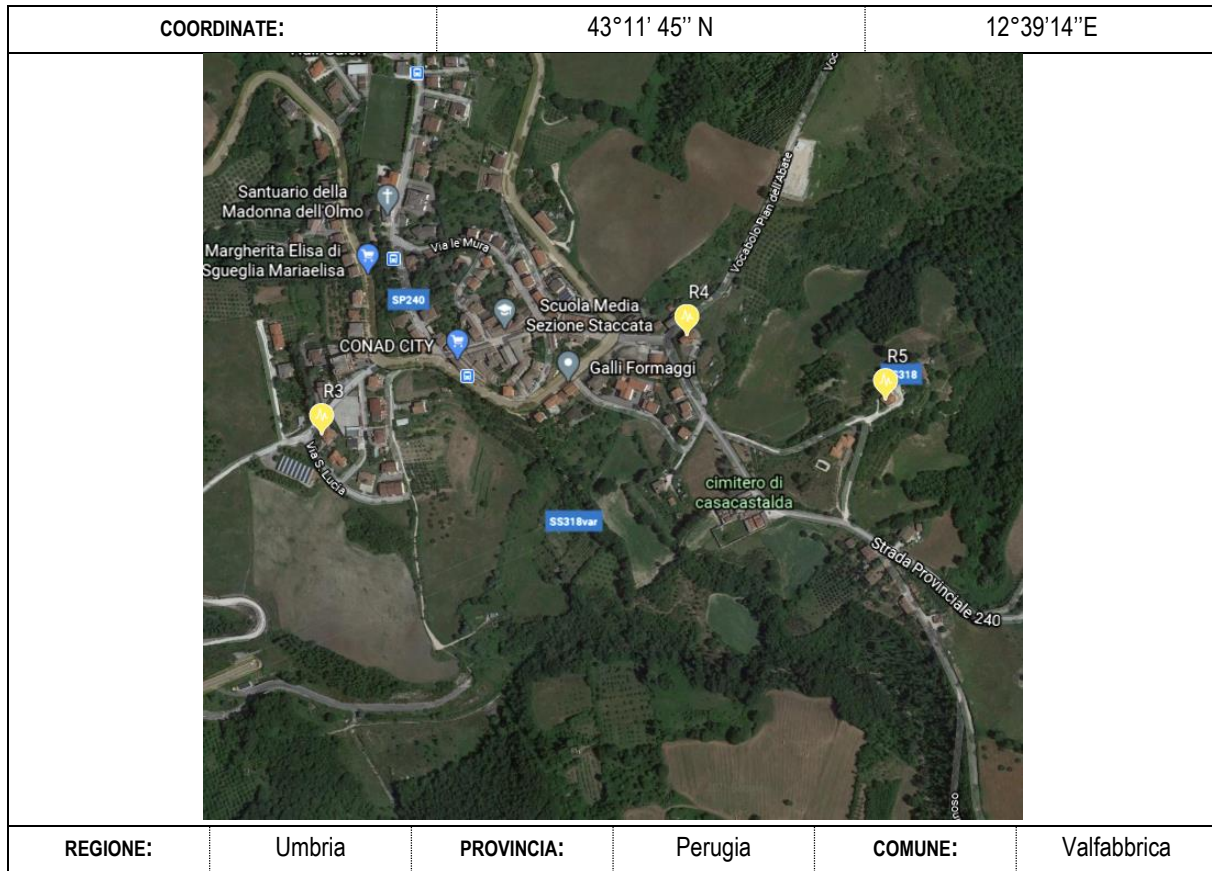 COORDINATE: 43°11' 45’’ N 12°39’14’’E
Santuario della
Madonna dell'Olmo
Margherita Elisa di
Sgueglia Mariaelisa
Via le Mura
Vocabolo Pian dell'Abate
SP240
Scuola Media
Sezione Staccata
CONAD CITY
Galli Formaggi
R4
R5
R3
Via S. Lucia
cimitero di
casacastalda
SS318var
Strada Provinciale 240
REGIONE: Umbria PROVINCIA: Perugia COMUNE: Valfabbrica